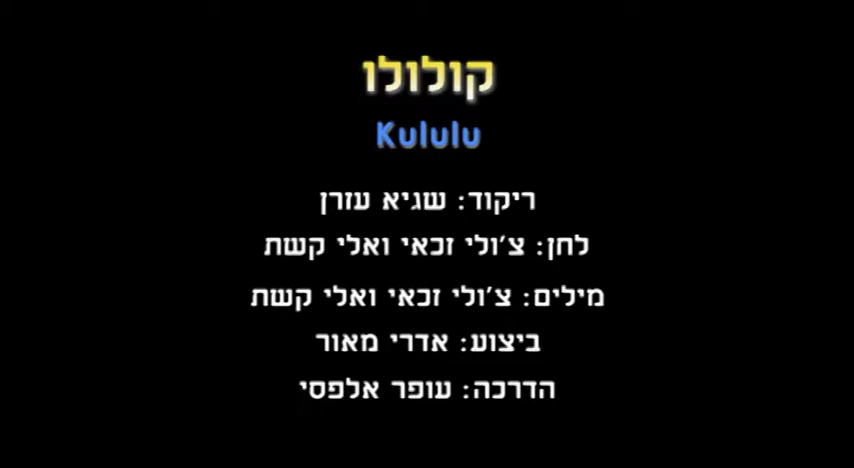 קולולו
Kululu
ריקוד: שגיא עזרן
לחן: צ'ולי זכאי ואלי קשת
מילים: צ'ולי זכאי ואלי קשת
ביצוע: אדרי מאור
הדרכה: עופר אלפסי